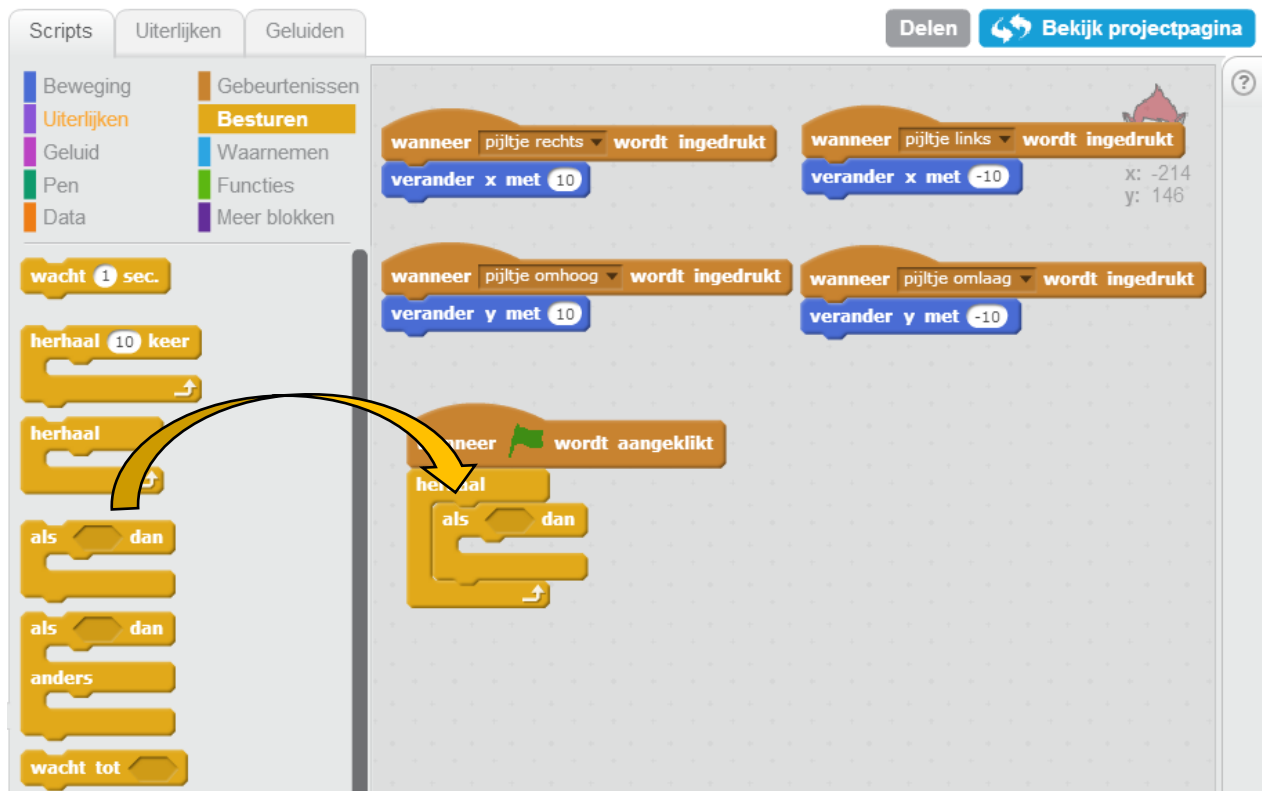 Scripts
Uiterlijken
Geluiden
Delen
Bekijk projectpagina
Beweging
Gebeurtenissen
Uiterlijken
Besturen
Geluid
Waarnemen
Pen
Functies
Data
Meer blokken
wacht 1 sec.
herhaal 10 keer
herhaal
als dan
als dan
anders
wacht tot
wanneer pijltje rechts wordt ingedrukt
verander x met 10
wanneer pijltje links wordt ingedrukt
verander x met -10
x: -214
y: 146
wanneer pijltje omhoog wordt ingedrukt
verander y met 10
wanneer pijltje omlaag wordt ingedrukt
verander y met -10
wanneer wordt aangeklikt
herhaal
als dan
?